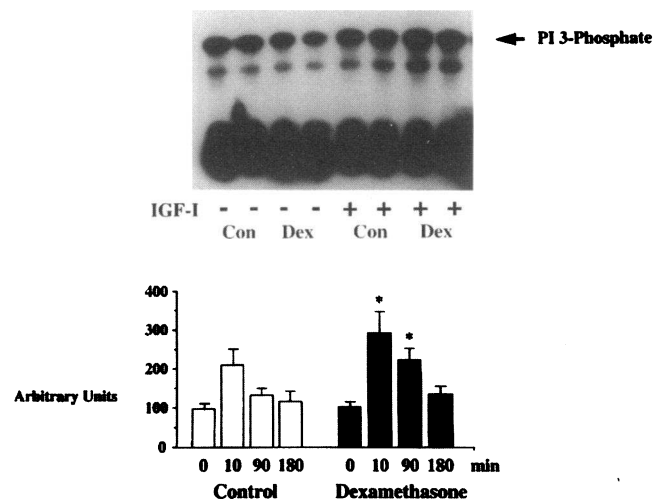 PI 3-Phosphate
IGF-I - - - - + + + +
Con Dex Con Dex
400
300
200
100
0
Arbitrary Units
* *
0 10 90 180 0 10 90 180 min
Control Dexamethasone